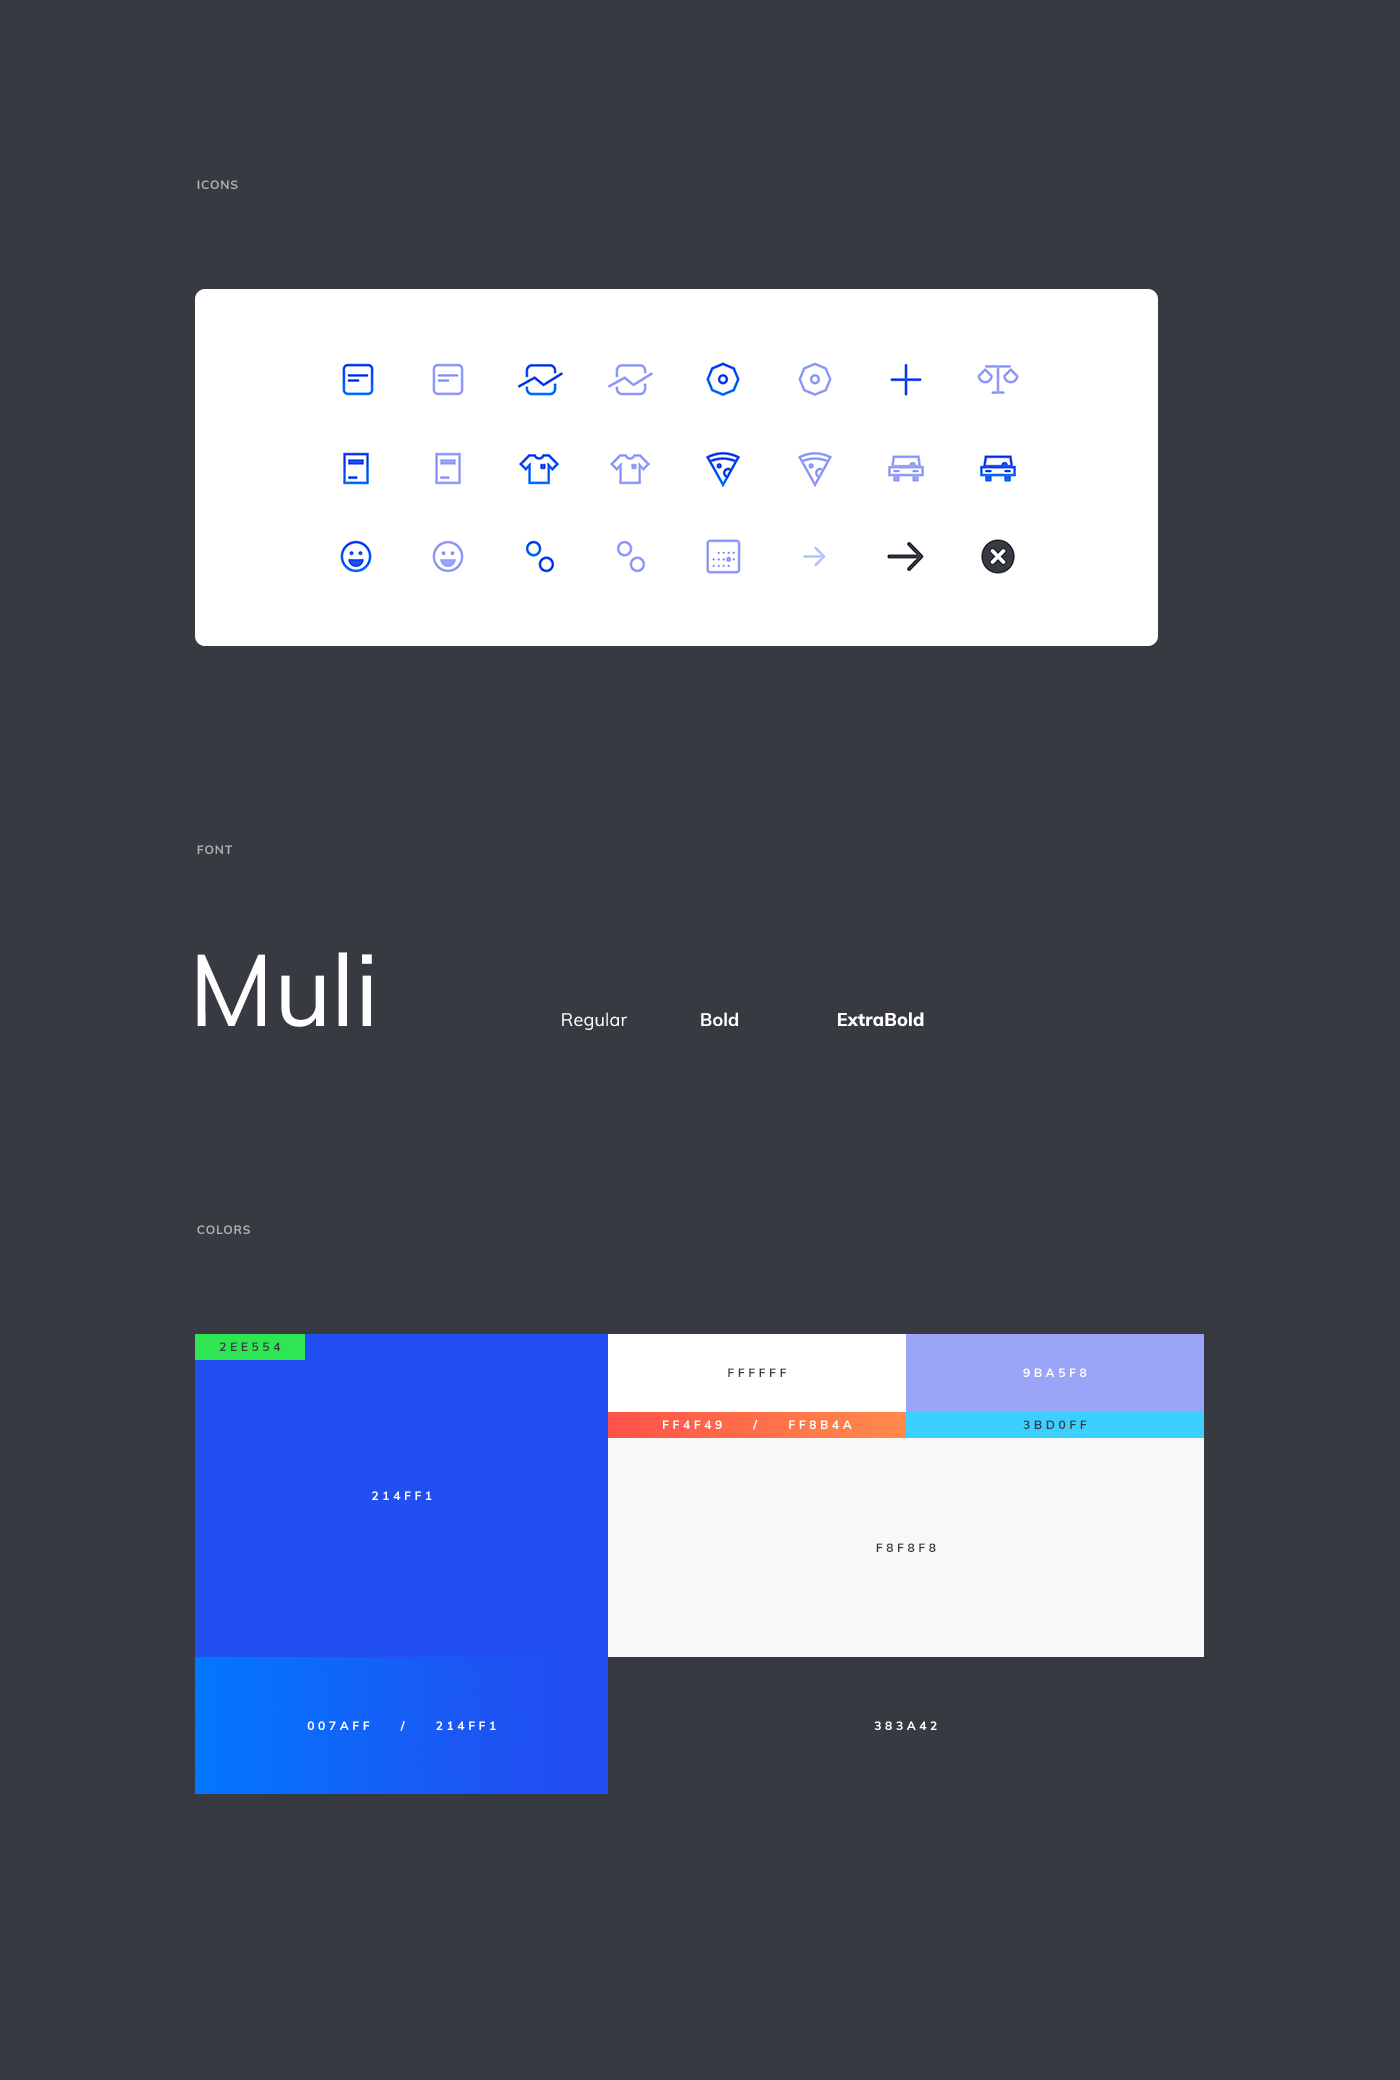 ICONS
FONT
Muli
Regular
Bold
ExtraBold
COLORS
2EE554
FFFFFF
9BA5F8
FF4F49 / FF8B4A
3BD0FF
214FF1
F8F8F8
007AFF / 214FF1
383A42